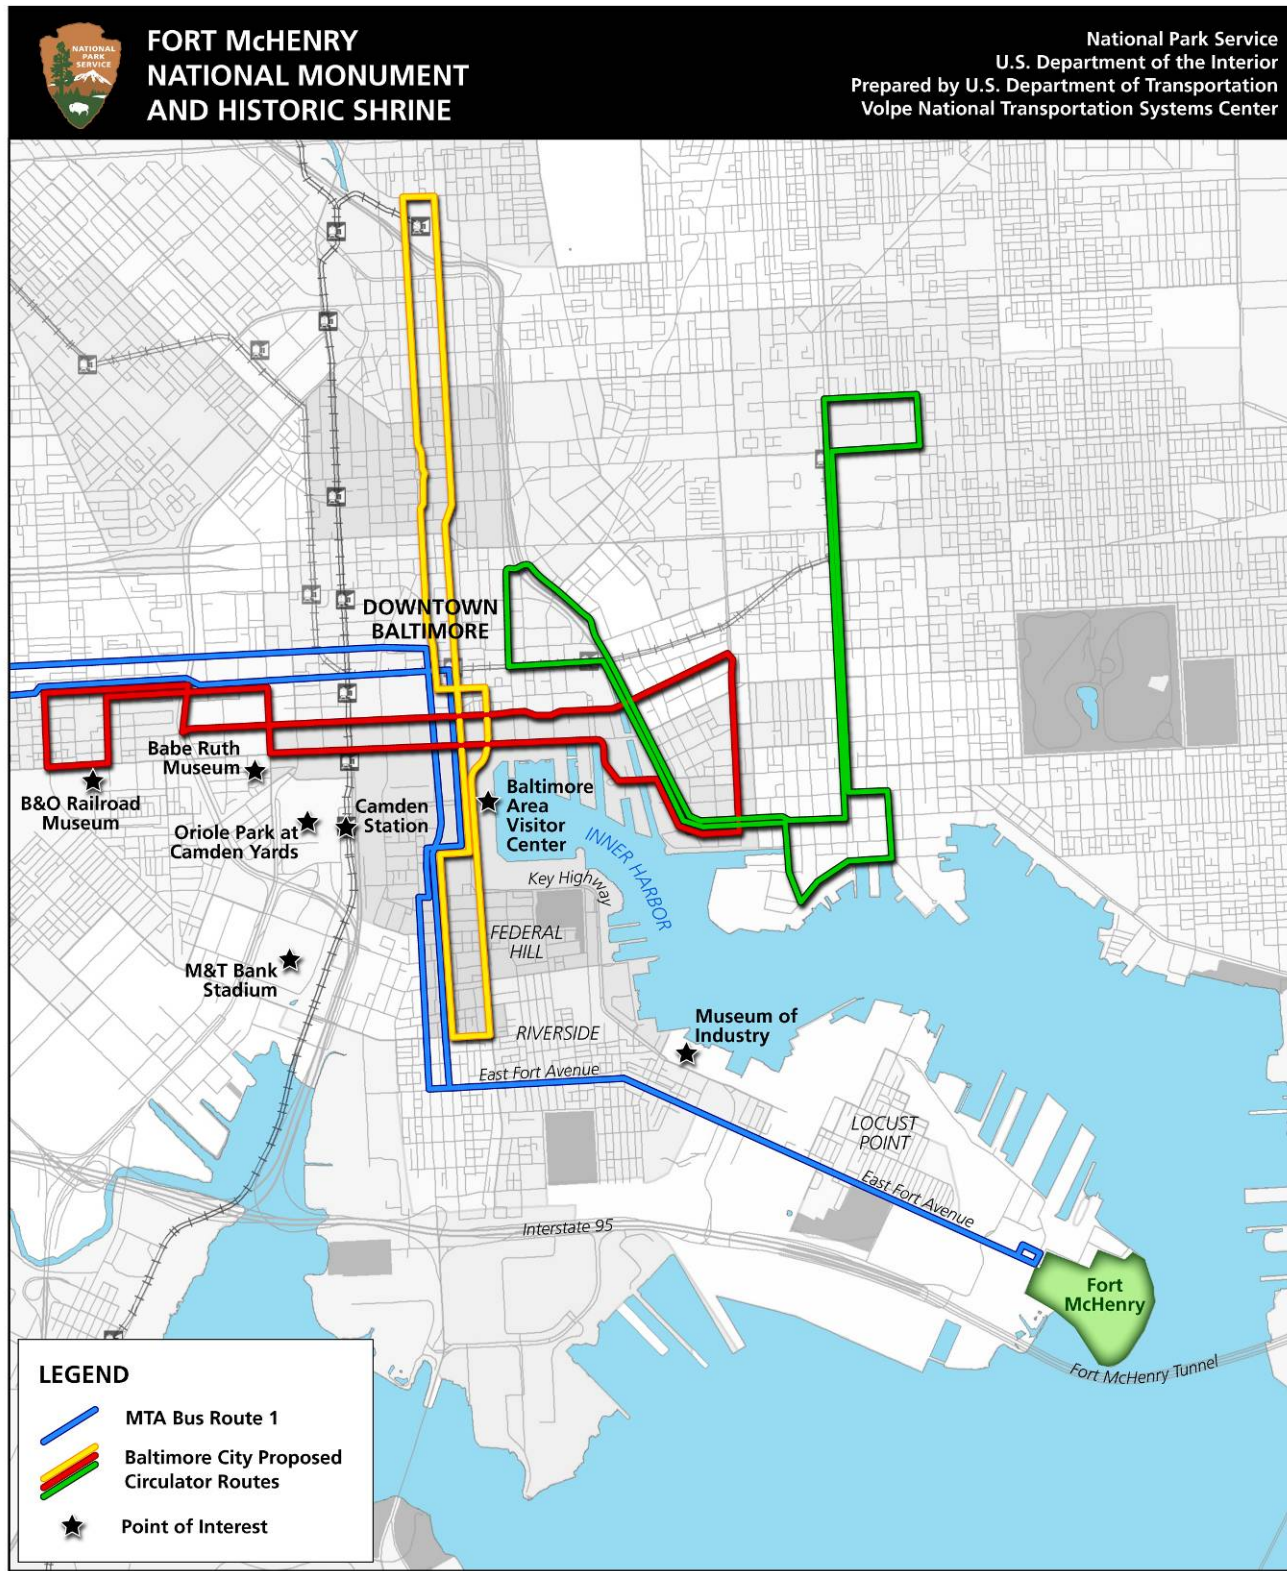 NATIONAL
PARK
SERVICE
FORT McHENRY
NATIONAL MONUMENT
AND HISTORIC SHRINE
National Park Service
U.S. Department of the Interior
Prepared by U.S. Department of Transportation
Volpe National Transportation Systems Center
DOWNTOWN
BALTIMORE
Babe Ruth
Museum
B&O Railroad
Museum
Oriole Park at
Camden Yards
Camden
Station
Baltimore
Area
Visitor
Center
INNER HARBOR
Key Highway
FEDERAL
HILL
M&T Bank
Stadium
RIVERSIDE
Museum of
Industry
East Fort Avenue
LOCUST
POINT
East Fort Avenue
Interstate 95
Fort
McHenry
Fort McHenry Tunnel
LEGEND
MTA Bus Route 1
Baltimore City Proposed
Circulator Routes
Point of Interest